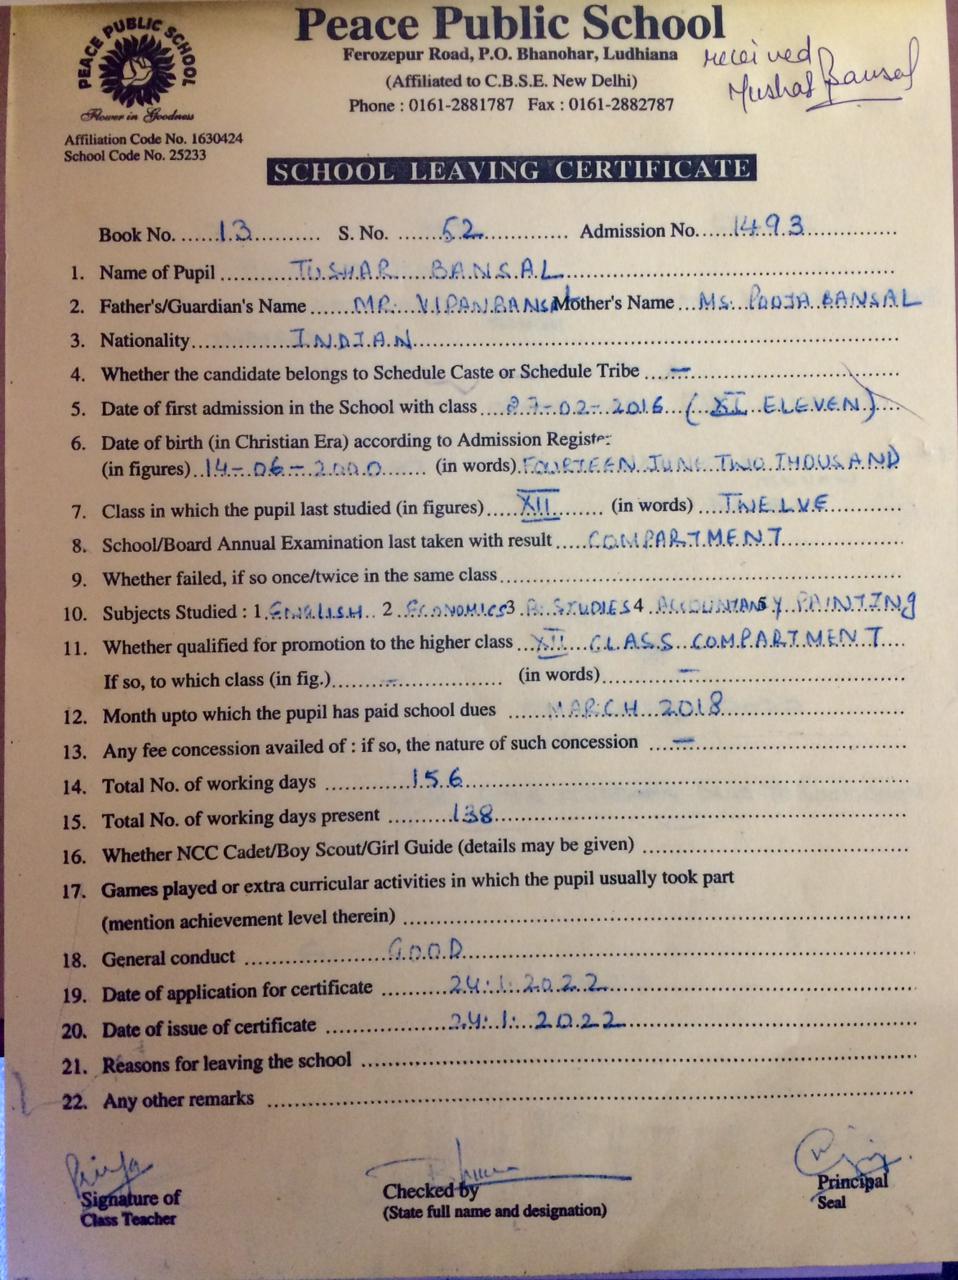 PEACE PUBLIC SCHOOL
Flower in Goodness
Affiliation Code No. 1630424
School Code No. 25233
Peace Public School
Ferozepur Road, P.O. Bhanohar, Ludhiana
(Affiliated to C.B.S.E. New Delhi)
Phone : 0161-2881787 Fax : 0161-2882787
received
Bansal
SCHOOL LEAVING CERTIFICATE
Book No. 13 S. No. 52 Admission No. 1493
1. Name of Pupil TUSHAR BANSAL
2. Father's/Guardian's Name MR. VIPAN BANSAL Mother's Name MS. POOJA BANSAL
3. Nationality INDIAN
4. Whether the candidate belongs to Schedule Caste or Schedule Tribe –
5. Date of first admission in the School with class -02-2016 (XI ELEVEN)
6. Date of birth (in Christian Era) according to Admission Register
(in figures) 14-06-2000 (in words) FOURTEEN JUNE TWO THOUSAND
7. Class in which the pupil last studied (in figures) XII (in words) TWELVE
8. School/Board Annual Examination last taken with result COMPARTMENT
9. Whether failed, if so once/twice in the same class
10. Subjects Studied : 1 ENGLISH 2 ECONOMICS 3 B. STUDIES 4 ACCOUNTANCY 5 PAINTING
11. Whether qualified for promotion to the higher class XII CLASS COMPARTMENT
If so, to which class (in fig.) – (in words) –
12. Month upto which the pupil has paid school dues MARCH 2018
13. Any fee concession availed of : if so, the nature of such concession –
14. Total No. of working days 156
15. Total No. of working days present 138
16. Whether NCC Cadet/Boy Scout/Girl Guide (details may be given)
17. Games played or extra curricular activities in which the pupil usually took part
(mention achievement level therein)
18. General conduct GOOD
19. Date of application for certificate 24.1.2022
20. Date of issue of certificate 24.1.2022
21. Reasons for leaving the school
22. Any other remarks
Signature of
Class Teacher
Checked by
(State full name and designation)
Principal
Seal